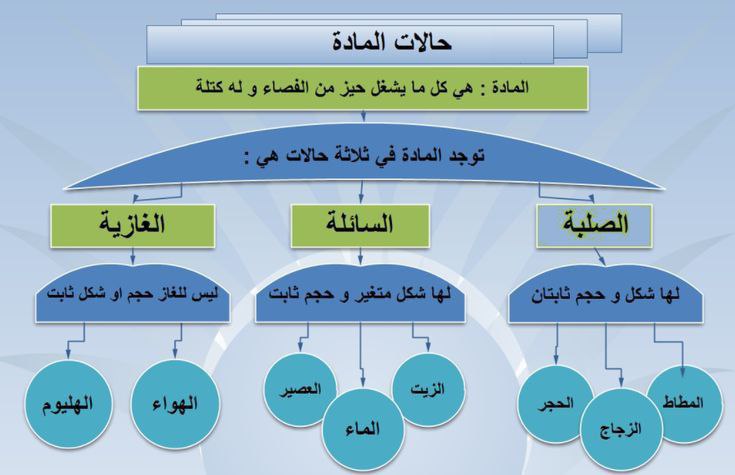 حالات المادة
المادة : هي كل ما يشغل حيز من الفضاء و له كتلة
توجد المادة في ثلاثة حالات هي :
الصلبة
السائلة
الغازية
لها شكل و حجم ثابتان
لها شكل متغير و حجم ثابت
ليس للغاز حجم او شكل ثابت
المطاط
الزجاج
الحجر
الزيت
الماء
العصير
الهواء
الهليوم